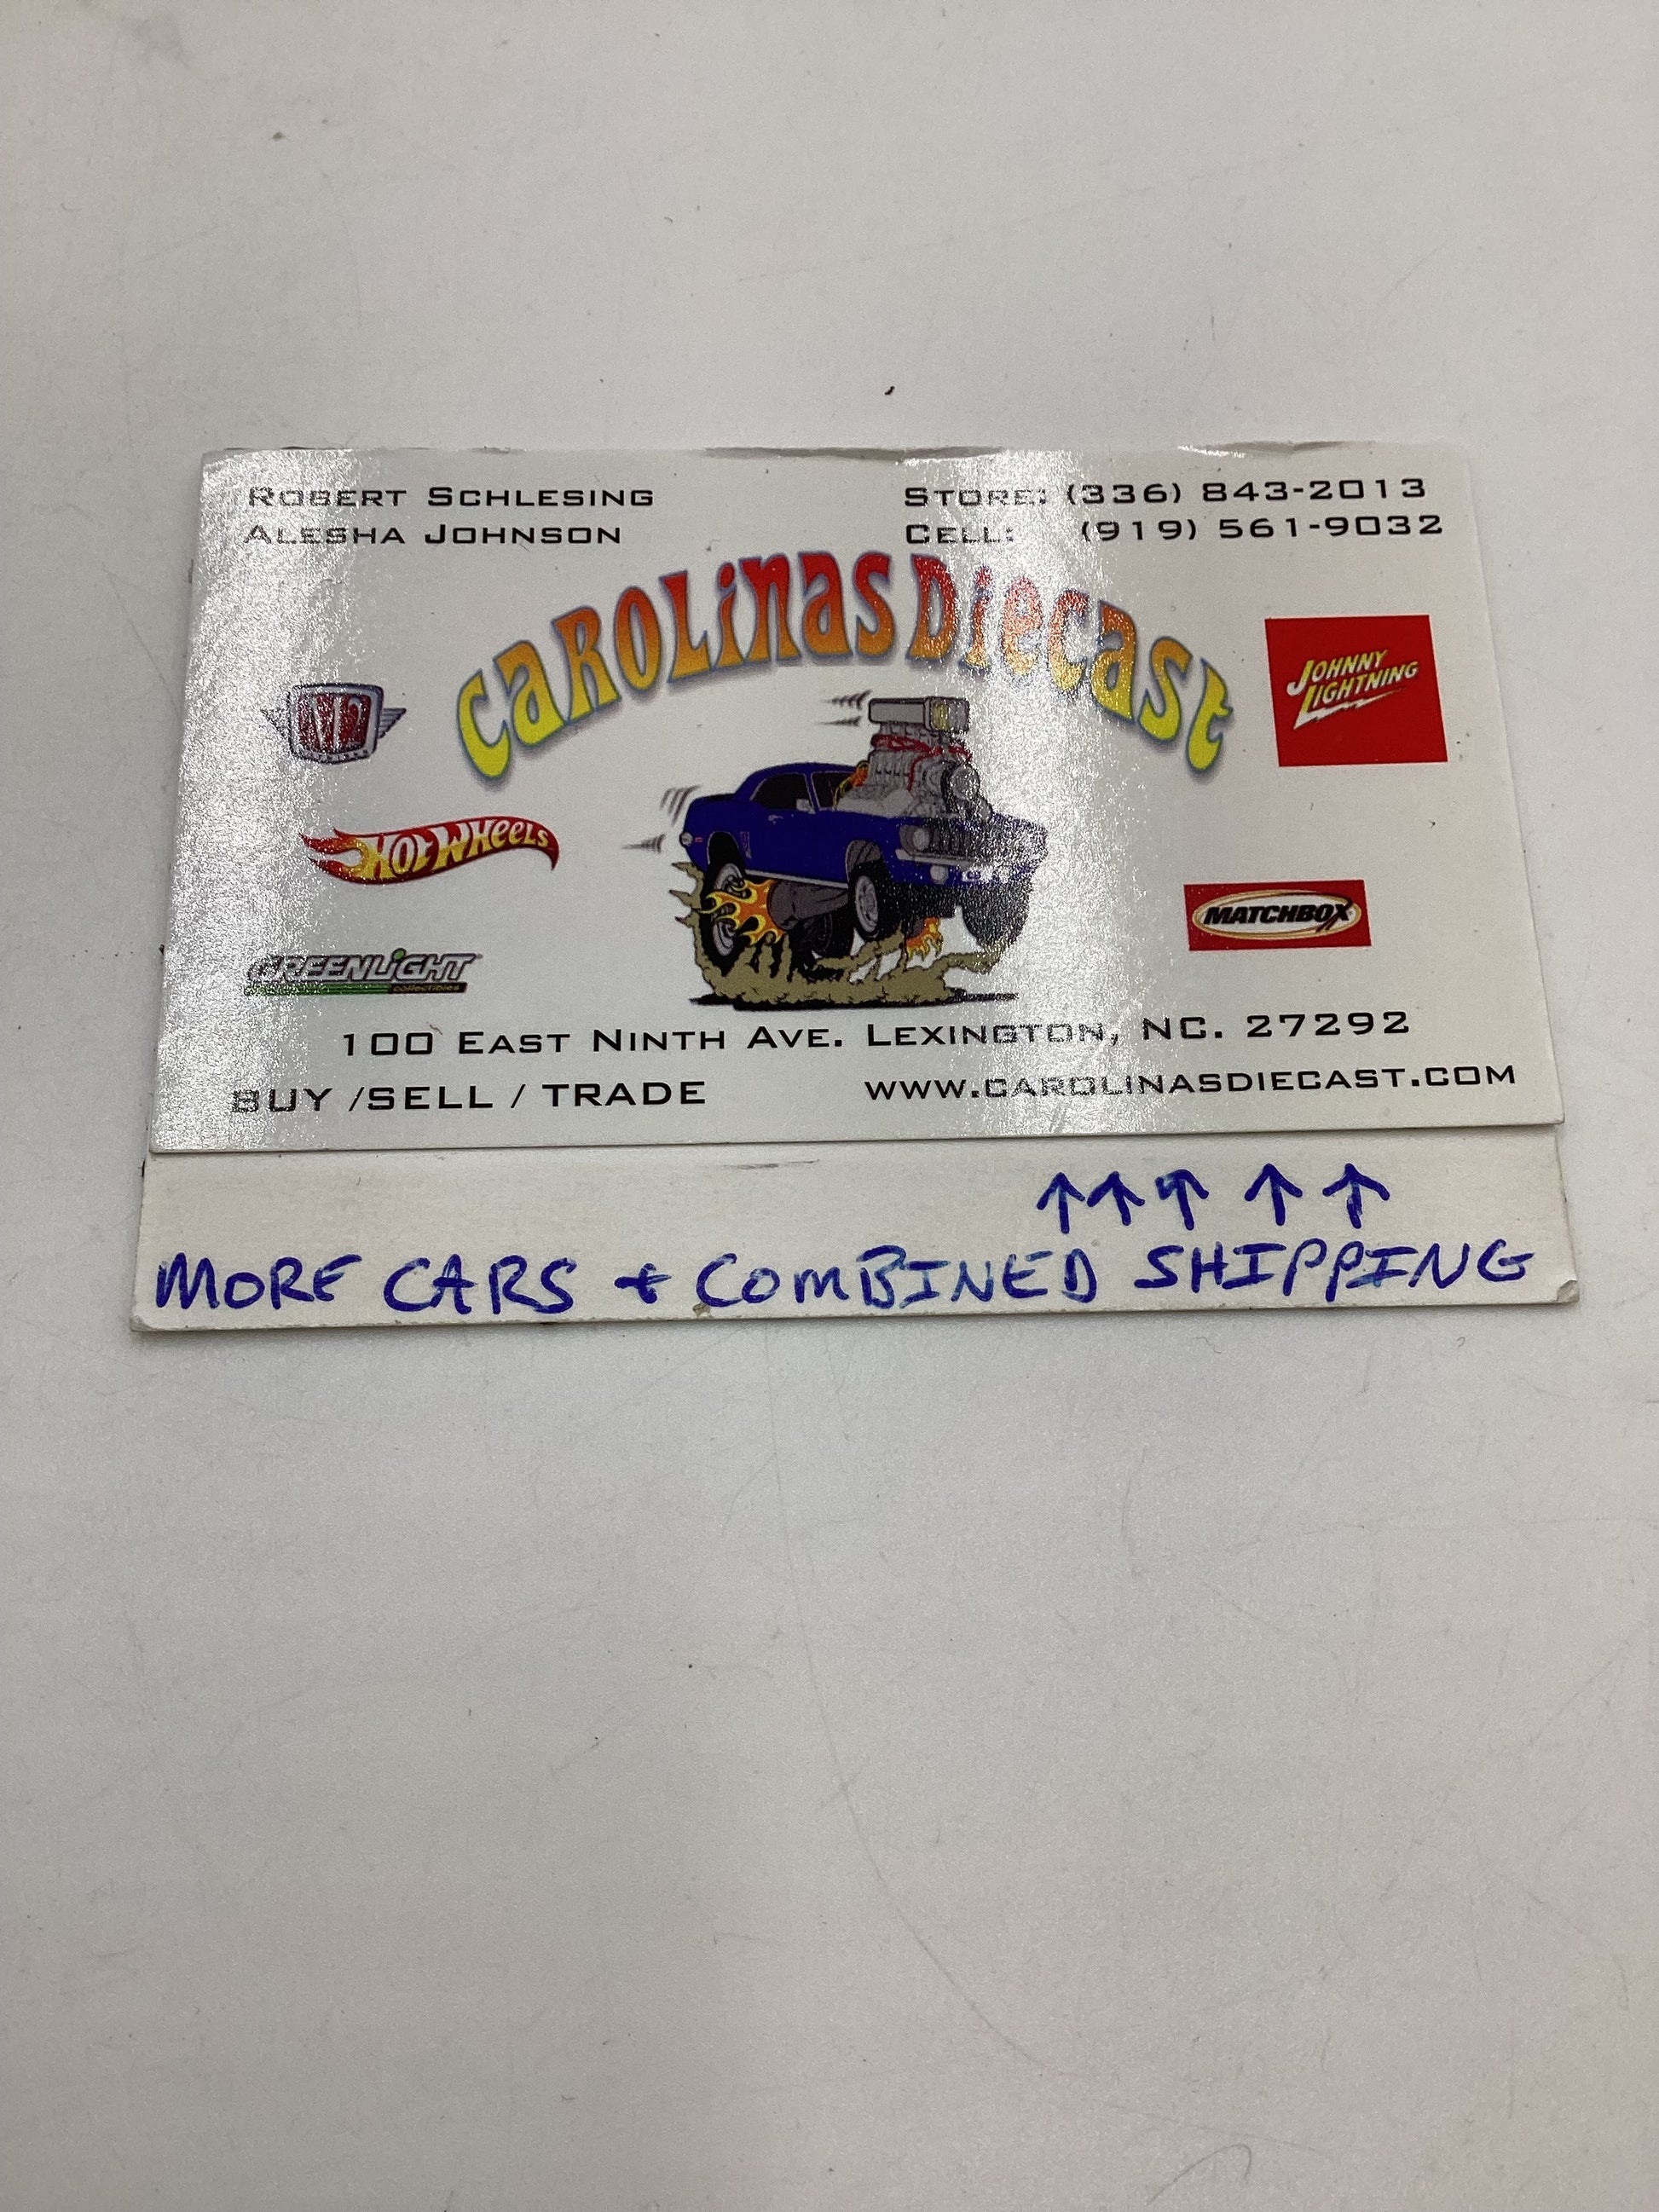 ROBERT SCHLESING
ALESHA JOHNSON
STORE: (336) 843-2013
CELL: (919) 561-9032
CAROLINAS DIECAST
JOHNNY
LIGHTNING
M2
HOT WHEELS
MATCHBOX
GREENLIGHT
collectibles
100 EAST NINTH AVE. LEXINGTON, NC. 27292
BUY /SELL / TRADE
WWW.CAROLINASDIECAST.COM
↑ ↑ ↑ ↑ ↑
MORE CARS + COMBINED SHIPPING